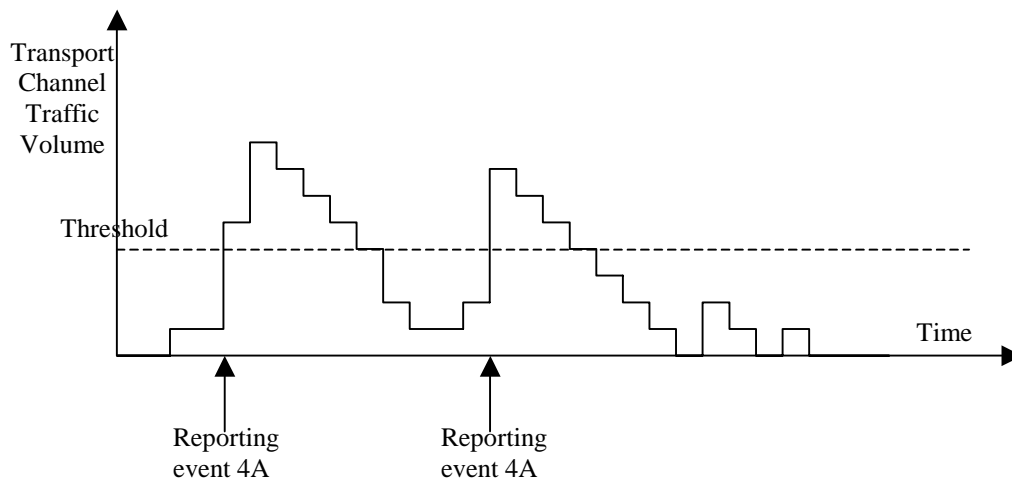 Transport
Channel
Traffic
Volume
Threshold
Time
Reporting
event 4A
Reporting
event 4A